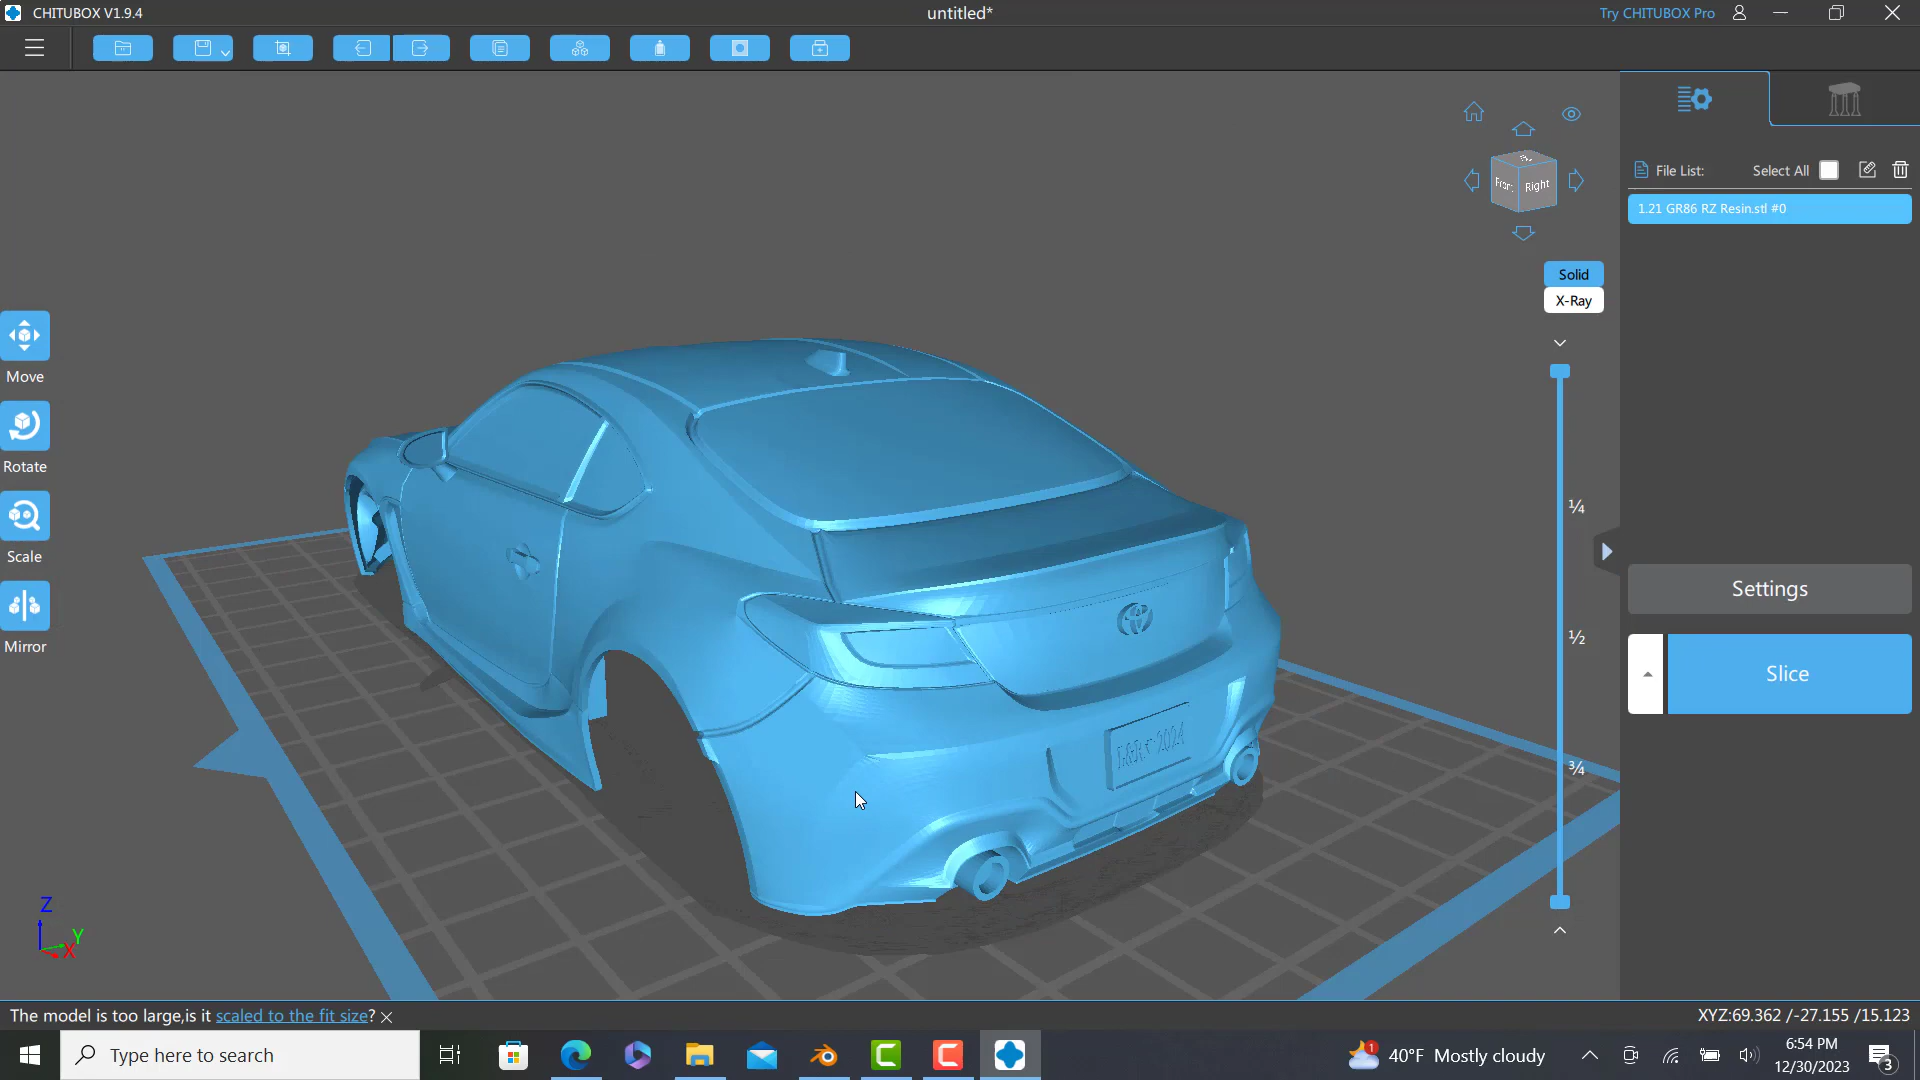 CHITUBOX V1.9.4
untitled*
Try CHITUBOX Pro
File List:
Select All
1.21 GR86 RZ Resin.stl #0
Front
Right
Solid
X-Ray
Move
Rotate
Scale
Mirror
¼
½
¾
Settings
Slice
Z
Y
X
The model is too large,is it scaled to the fit size?
XYZ:69.362 /-27.155 /15.123
Type here to search
1
40°F Mostly cloudy
6:54 PM
12/30/2023
3